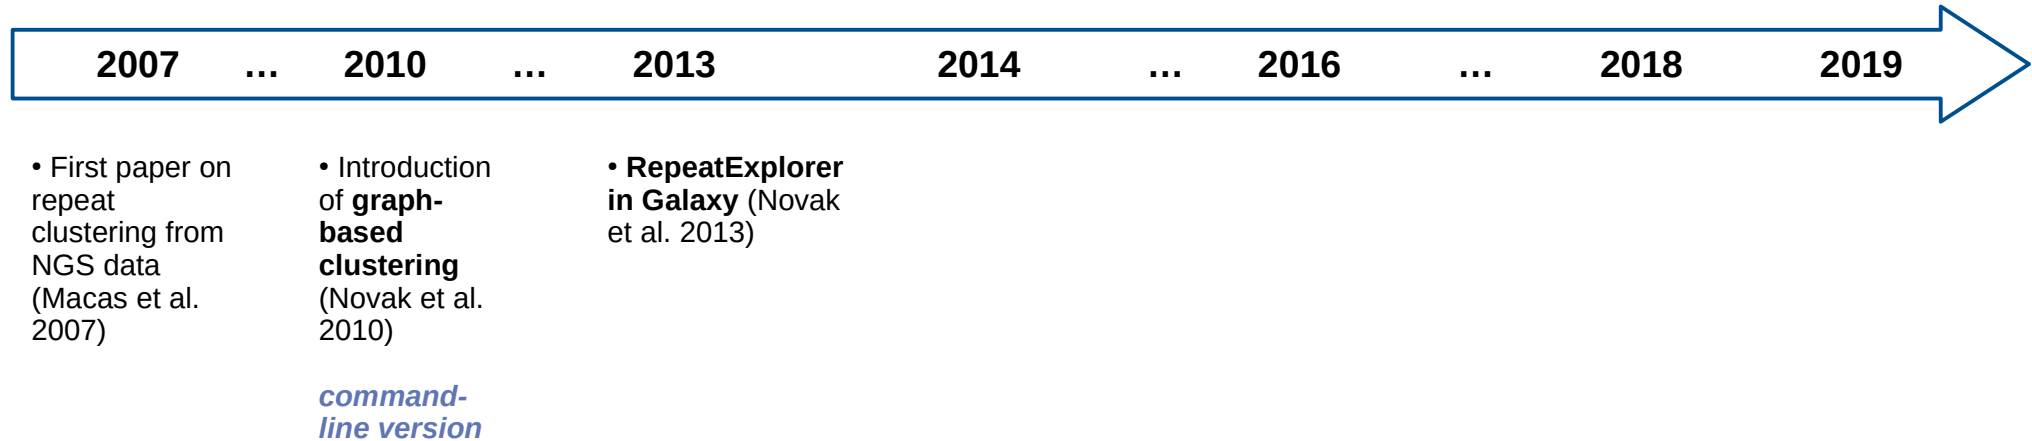 2007 ... 2010 ... 2013 2014 ... 2016 ... 2018 2019
• First paper on
repeat
clustering from
NGS data
(Macas et al.
2007)
• Introduction
of graph-
based
clustering
(Novak et al.
2010)
command-
line version
• RepeatExplorer
in Galaxy (Novak
et al. 2013)